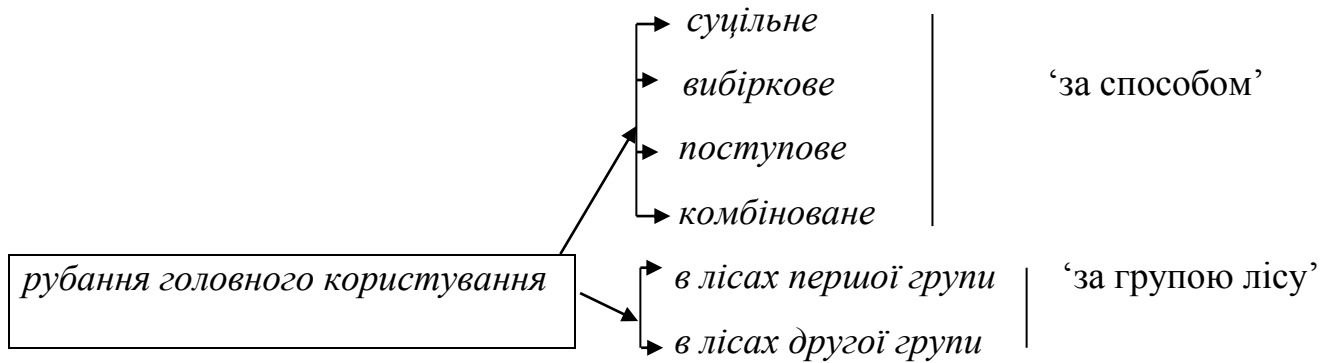 суцільне
вибіркове ‘за способом’
поступове
комбіноване
рубання головного користування
в лісах першої групи ‘за групою лісу’
в лісах другої групи